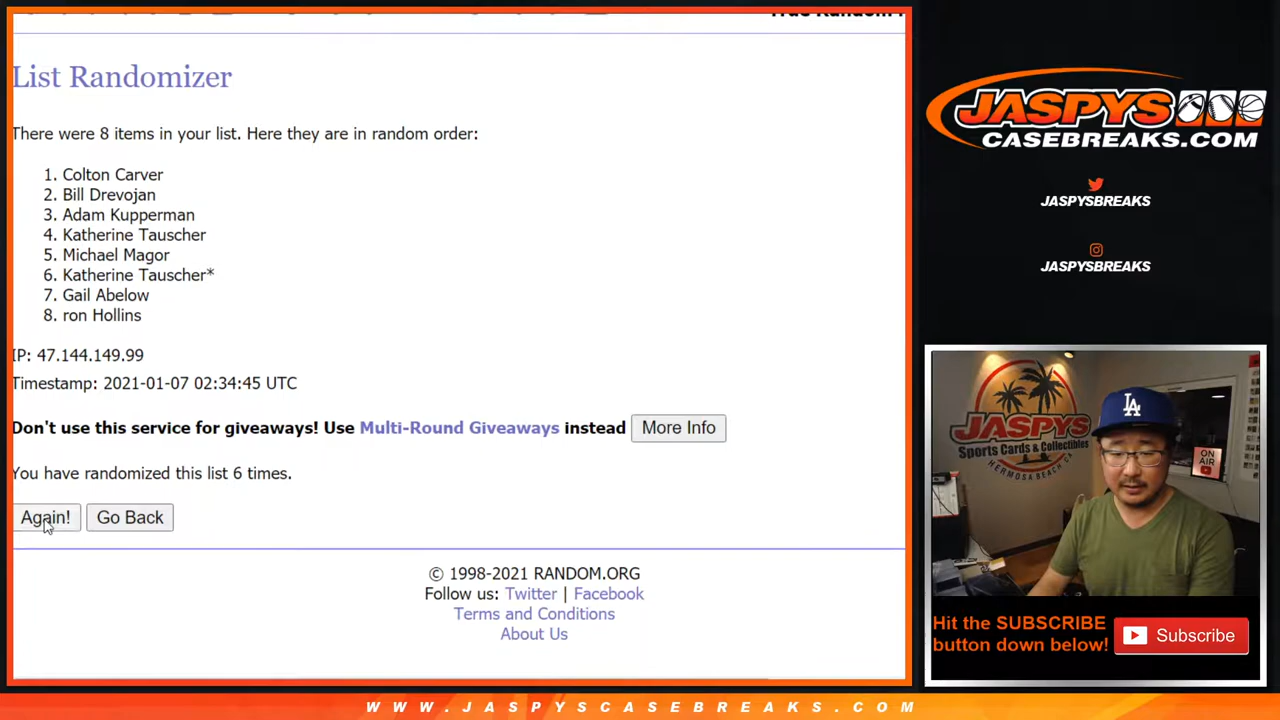 List Randomizer
There were 8 items in your list. Here they are in random order:
1. Colton Carver
2. Bill Drevojan
3. Adam Kupperman
4. Katherine Tauscher
5. Michael Magor
6. Katherine Tauscher*
7. Gail Abelow
8. ron Hollins
IP: 47.144.149.99
Timestamp: 2021-01-07 02:34:45 UTC
Don't use this service for giveaways! Use Multi-Round Giveaways instead More Info
You have randomized this list 6 times.
Again! Go Back
© 1998-2021 RANDOM.ORG
Follow us: Twitter | Facebook
Terms and Conditions
About Us
JASPYS
CASEBREAKS.COM
JASPYSBREAKS
JASPYSBREAKS
JASPYS
Sports Cards & Collectibles
HERMOSA BEACH CA
LA
ON AIR
Hit the SUBSCRIBE
button down below!
Subscribe
WWW.JASPYSCASEBREAKS.COM